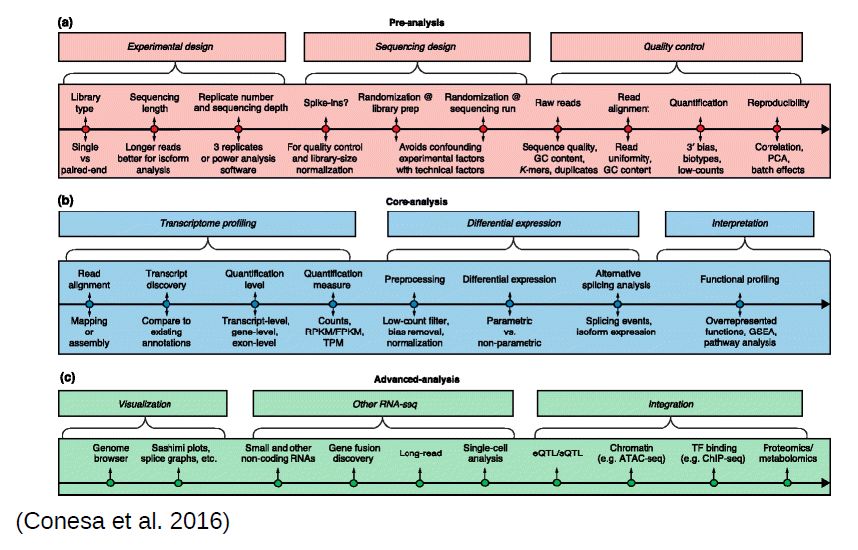 (a) Pre-analysis
Experimental design Sequencing design Quality control
Library type
Sequencing length
Replicate number and sequencing depth
Spike-Ins?
Randomization @ library prep
Randomization @ sequencing run
Raw reads
Read alignment
Quantification
Reproducibility
Single vs paired-end
Longer reads better for isoform analysis
3 replicates or power analysis software
For quality control and library-size normalization
Avoids confounding experimental factors with technical factors
Sequence quality, GC content, K-mers, duplicates
Read uniformity, GC content
3' bias, biotypes, low-counts
Correlation, PCA, batch effects
(b) Core-analysis
Transcriptome profiling Differential expression Interpretation
Read alignment
Transcript discovery
Quantification level
Quantification measure
Preprocessing
Differential expression
Alternative splicing analysis
Functional profiling
Mapping or assembly
Compare to existing annotations
Transcript-level, gene-level, exon-level
Counts, RPKM/FPKM, TPM
Low-count filter, bias removal, normalization
Parametric vs. non-parametric
Splicing events, isoform expression
Overrepresented functions, GSEA, pathway analysis
(c) Advanced-analysis
Visualization Other RNA-seq Integration
Genome browser
Sashimi plots, splice graphs, etc.
Small and other non-coding RNAs
Gene fusion discovery
Long-read
Single-cell analysis
eQTL/sQTL
Chromatin (e.g. ATAC-seq)
TF binding (e.g. ChIP-seq)
Proteomics/ metabolomics
(Conesa et al. 2016)